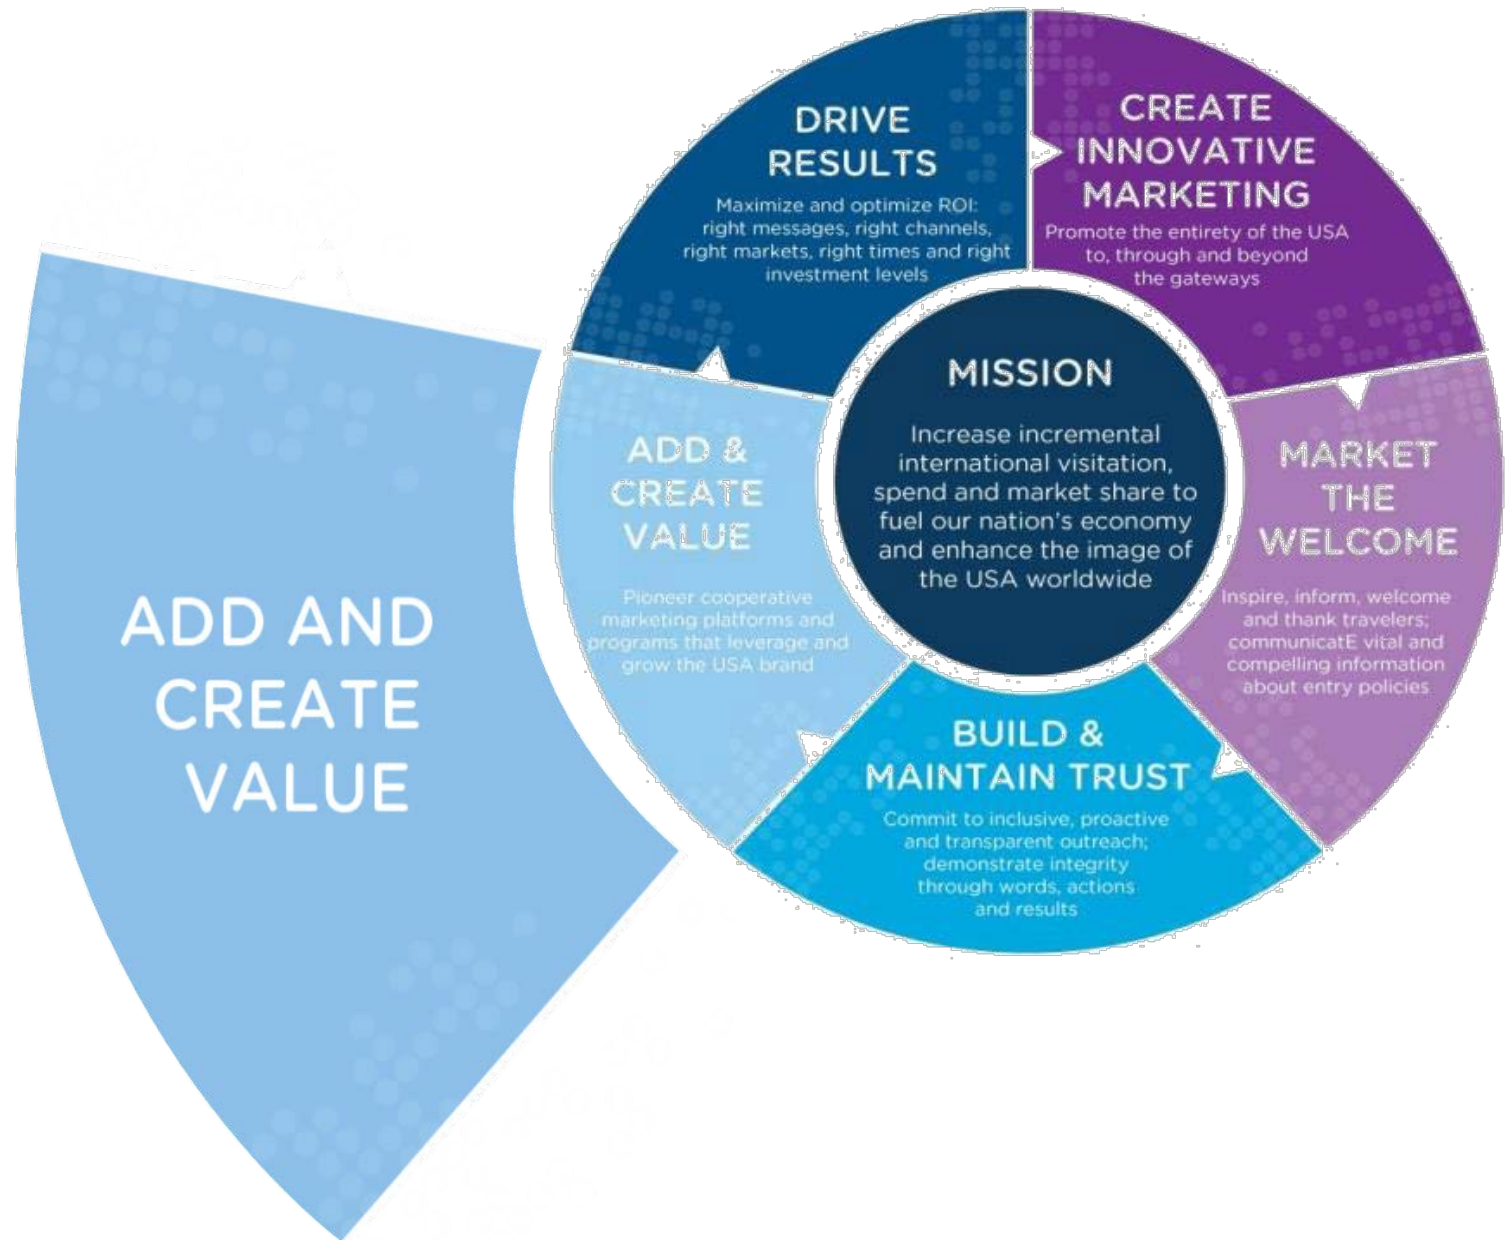 ADD AND
CREATE
VALUE
DRIVE
RESULTS
Maximize and optimize ROI:
right messages, right channels,
right markets, right times and right
investment levels
CREATE
INNOVATIVE
MARKETING
Promote the entirety of the USA
to, through and beyond
the gateways
MARKET
THE
WELCOME
Inspire, inform, welcome
and thank travelers;
communicatE vital and
compelling information
about entry policies
BUILD &
MAINTAIN TRUST
Commit to inclusive, proactive
and transparent outreach;
demonstrate integrity
through words, actions
and results
ADD &
CREATE
VALUE
Pioneer cooperative
marketing platforms and
programs that leverage and
grow the USA brand
MISSION
Increase incremental
international visitation,
spend and market share to
fuel our nation's economy
and enhance the image of
the USA worldwide